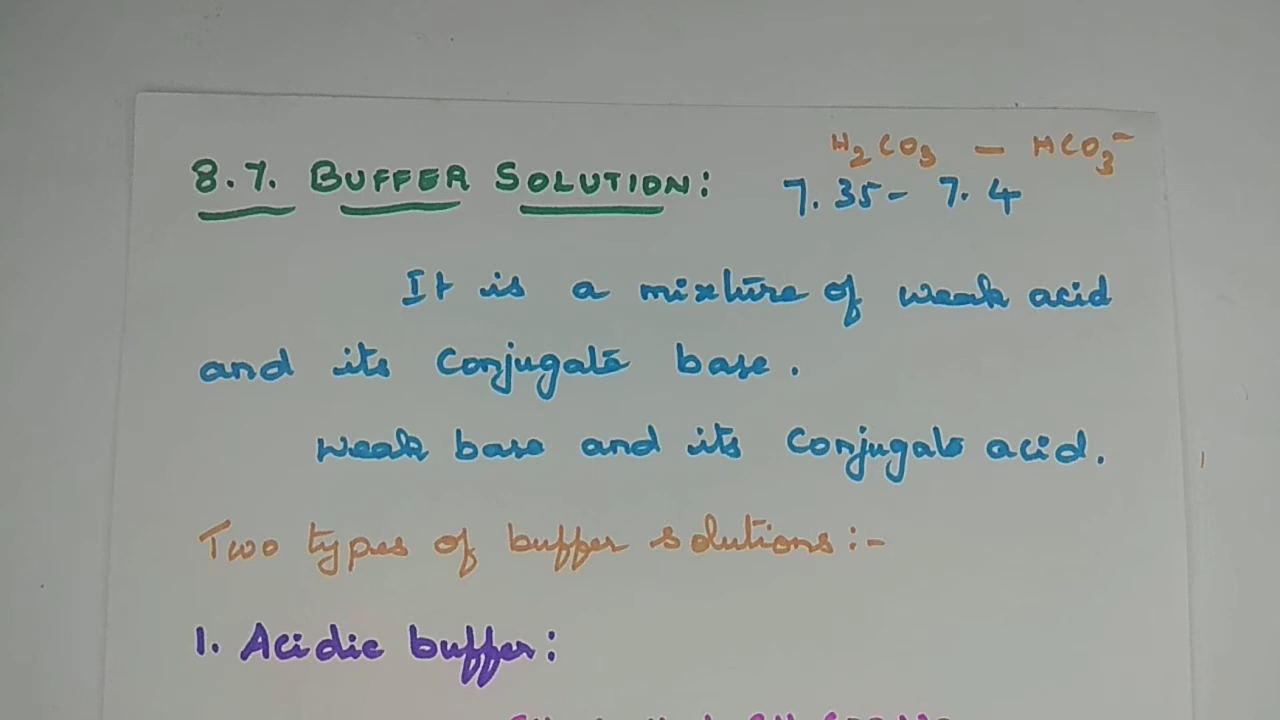 H₂CO₃ – HCO₃⁻
8.7. BUFFER SOLUTION: 7.35- 7.4
It is a mixture of weak acid
and its Conjugate base.
weak base and its Conjugate acid.
Two types of buffer solutions:-
1. Acidic buffer: